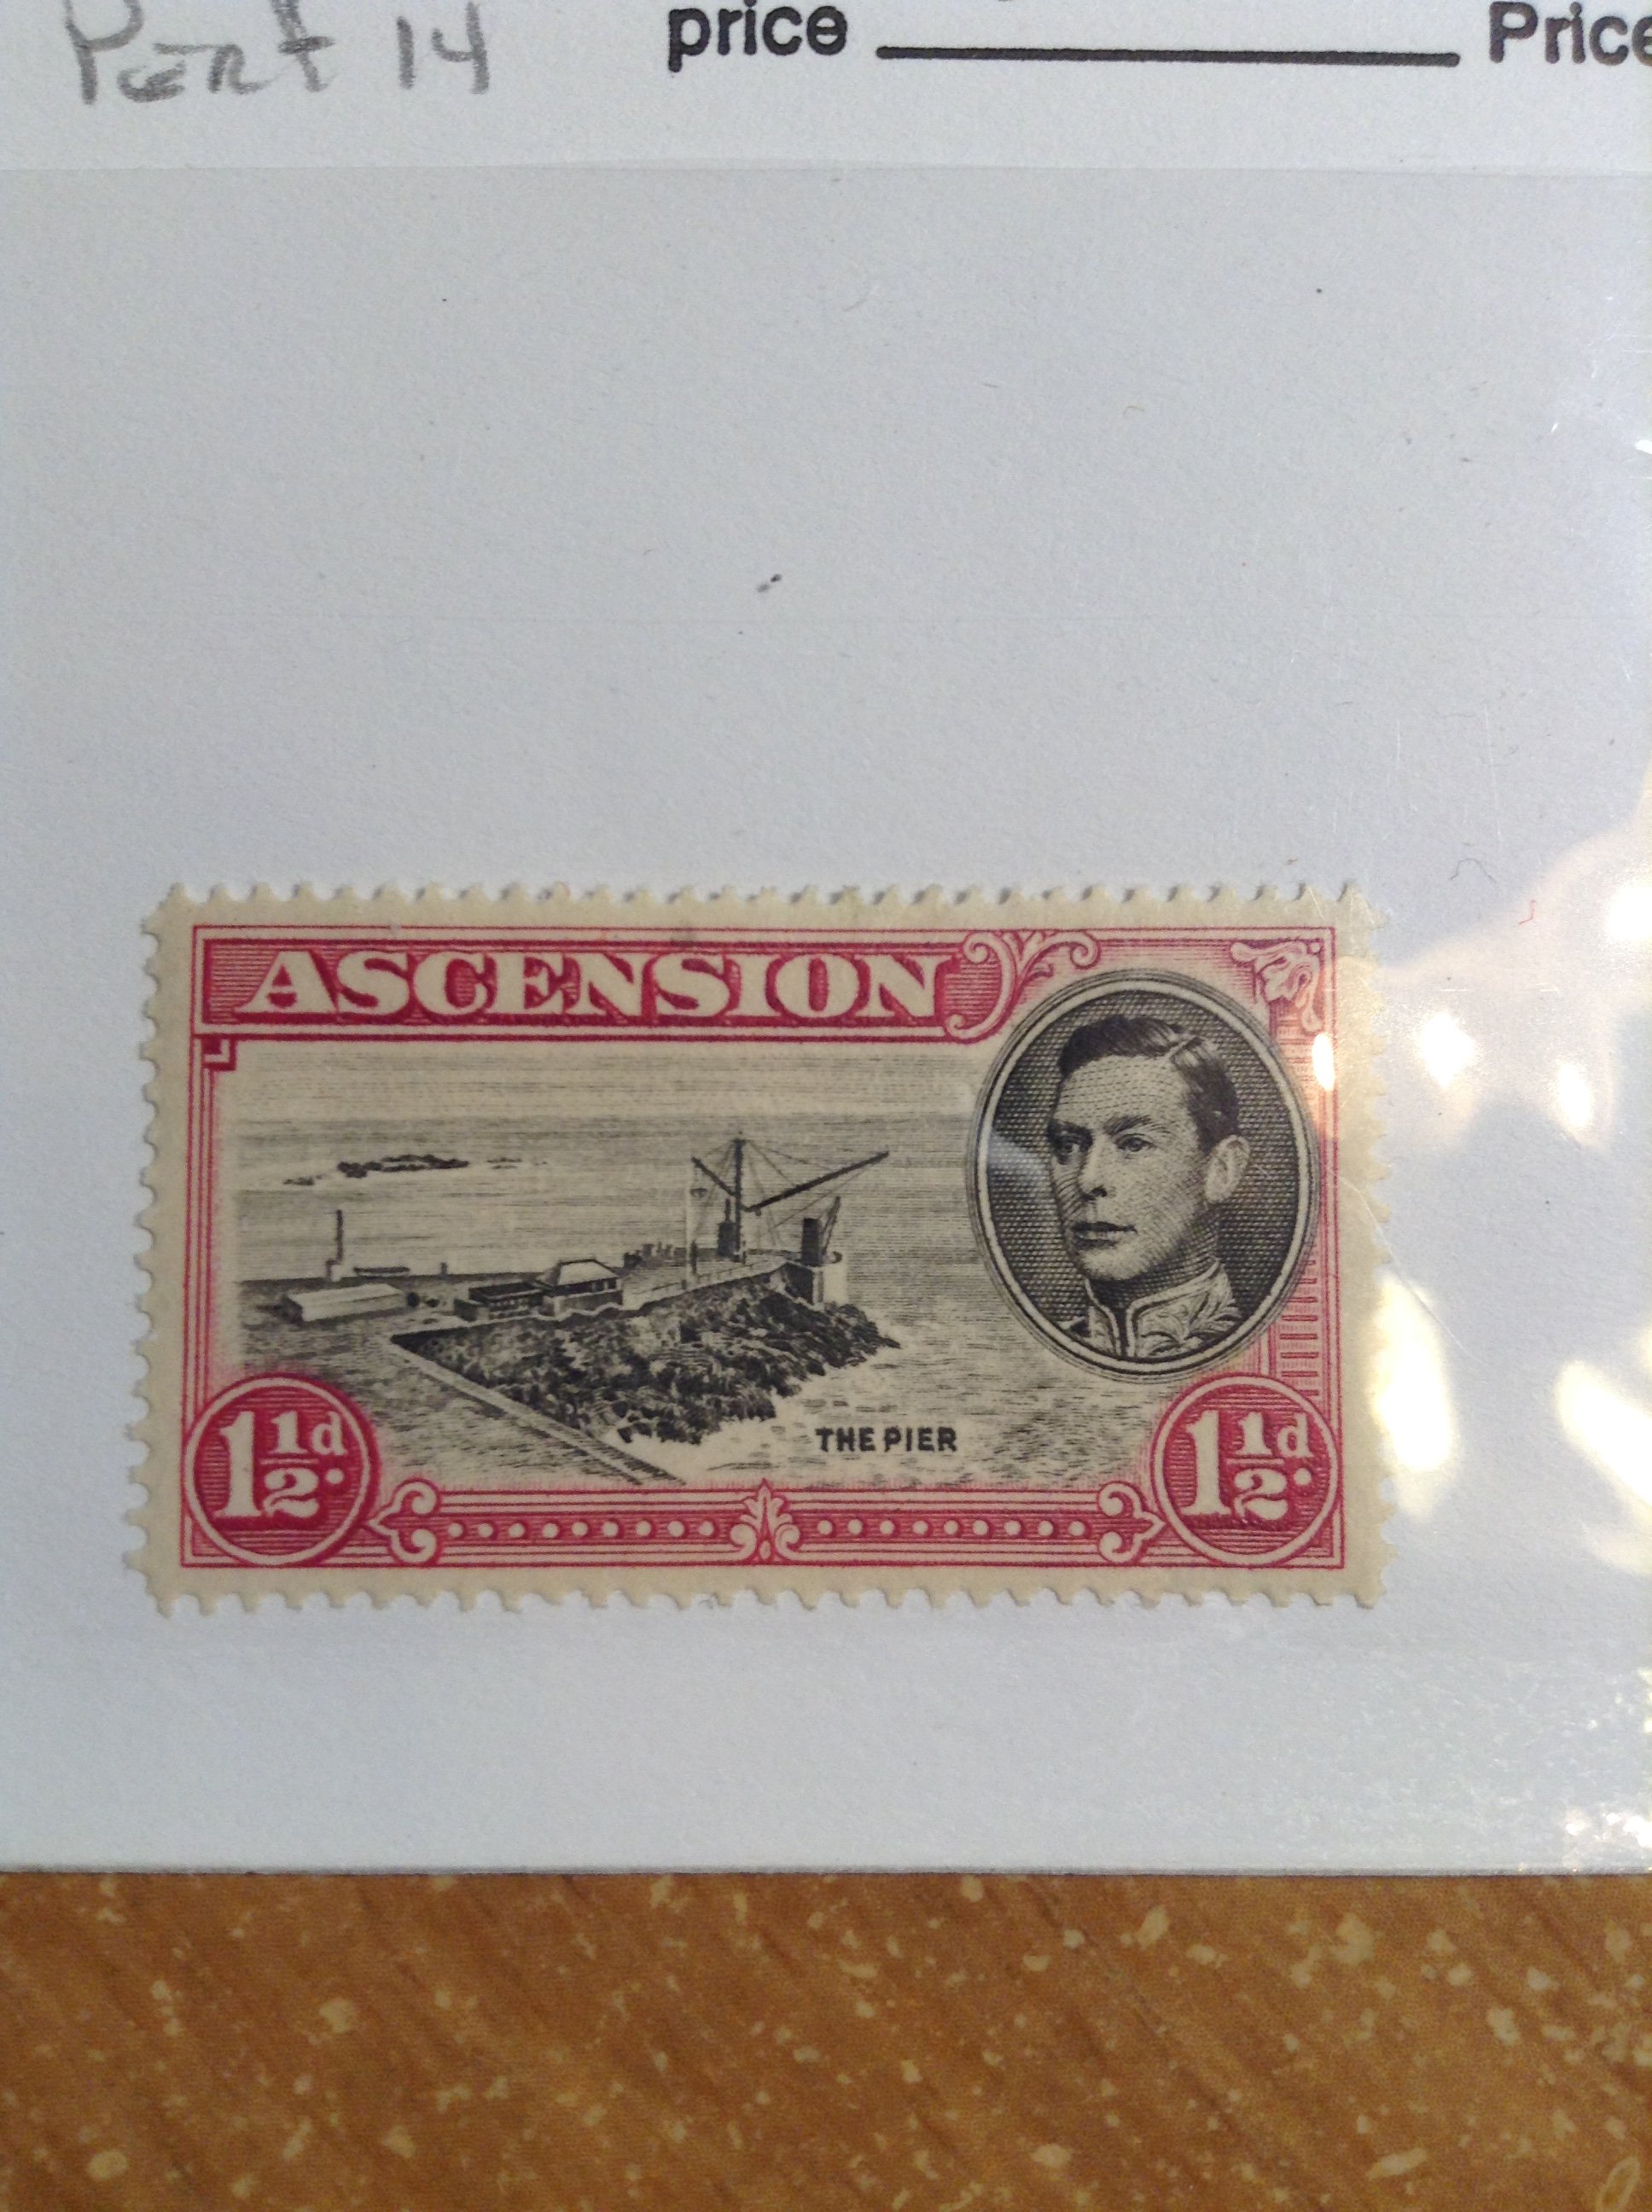 Perf 14 price Price
ASCENSION
THE PIER
1½d. 1½d.